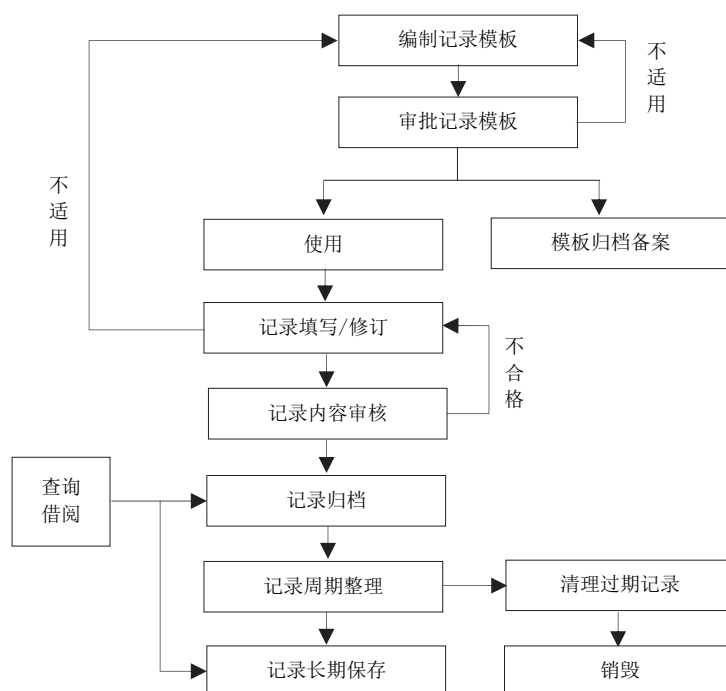 编制记录模板
不适用
审批记录模板
不适用
使用
模板归档备案
记录填写/修订
不合格
记录内容审核
查询
借阅
记录归档
记录周期整理
清理过期记录
记录长期保存
销毁